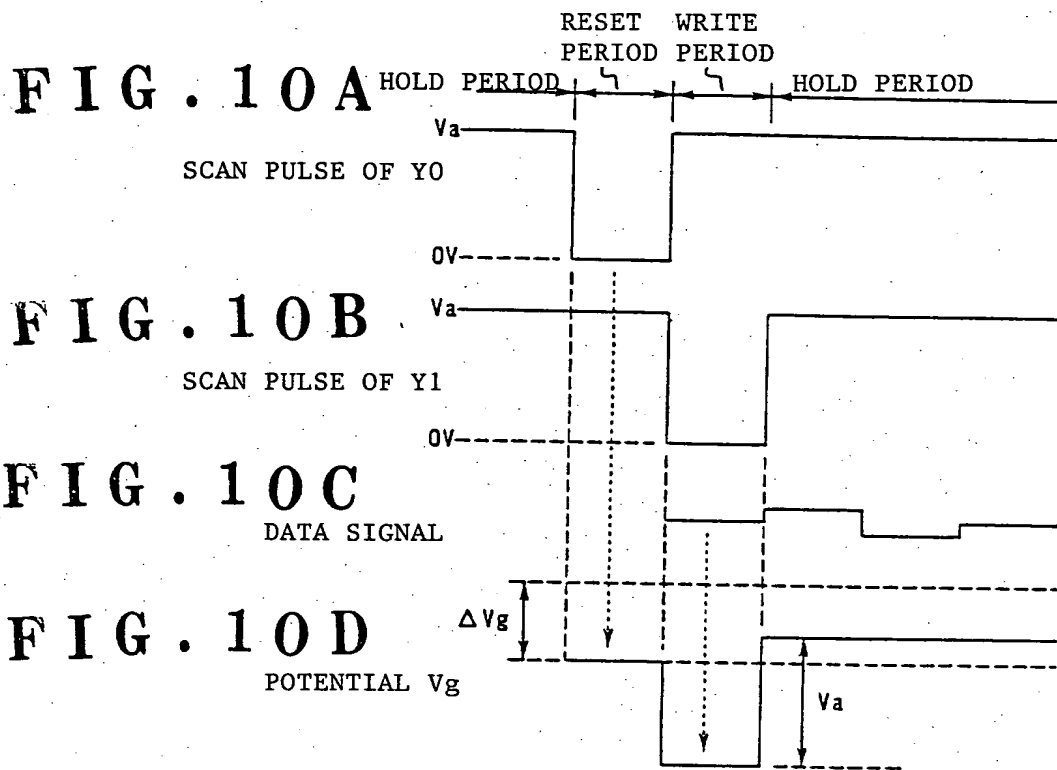 RESET WRITE
PERIOD PERIOD
FIG. 10A HOLD PERIOD HOLD PERIOD
Va
SCAN PULSE OF Y0
0V
FIG. 10B Va
SCAN PULSE OF Y1
0V
FIG. 10C
DATA SIGNAL
ΔVg
FIG. 10D
POTENTIAL Vg
Va